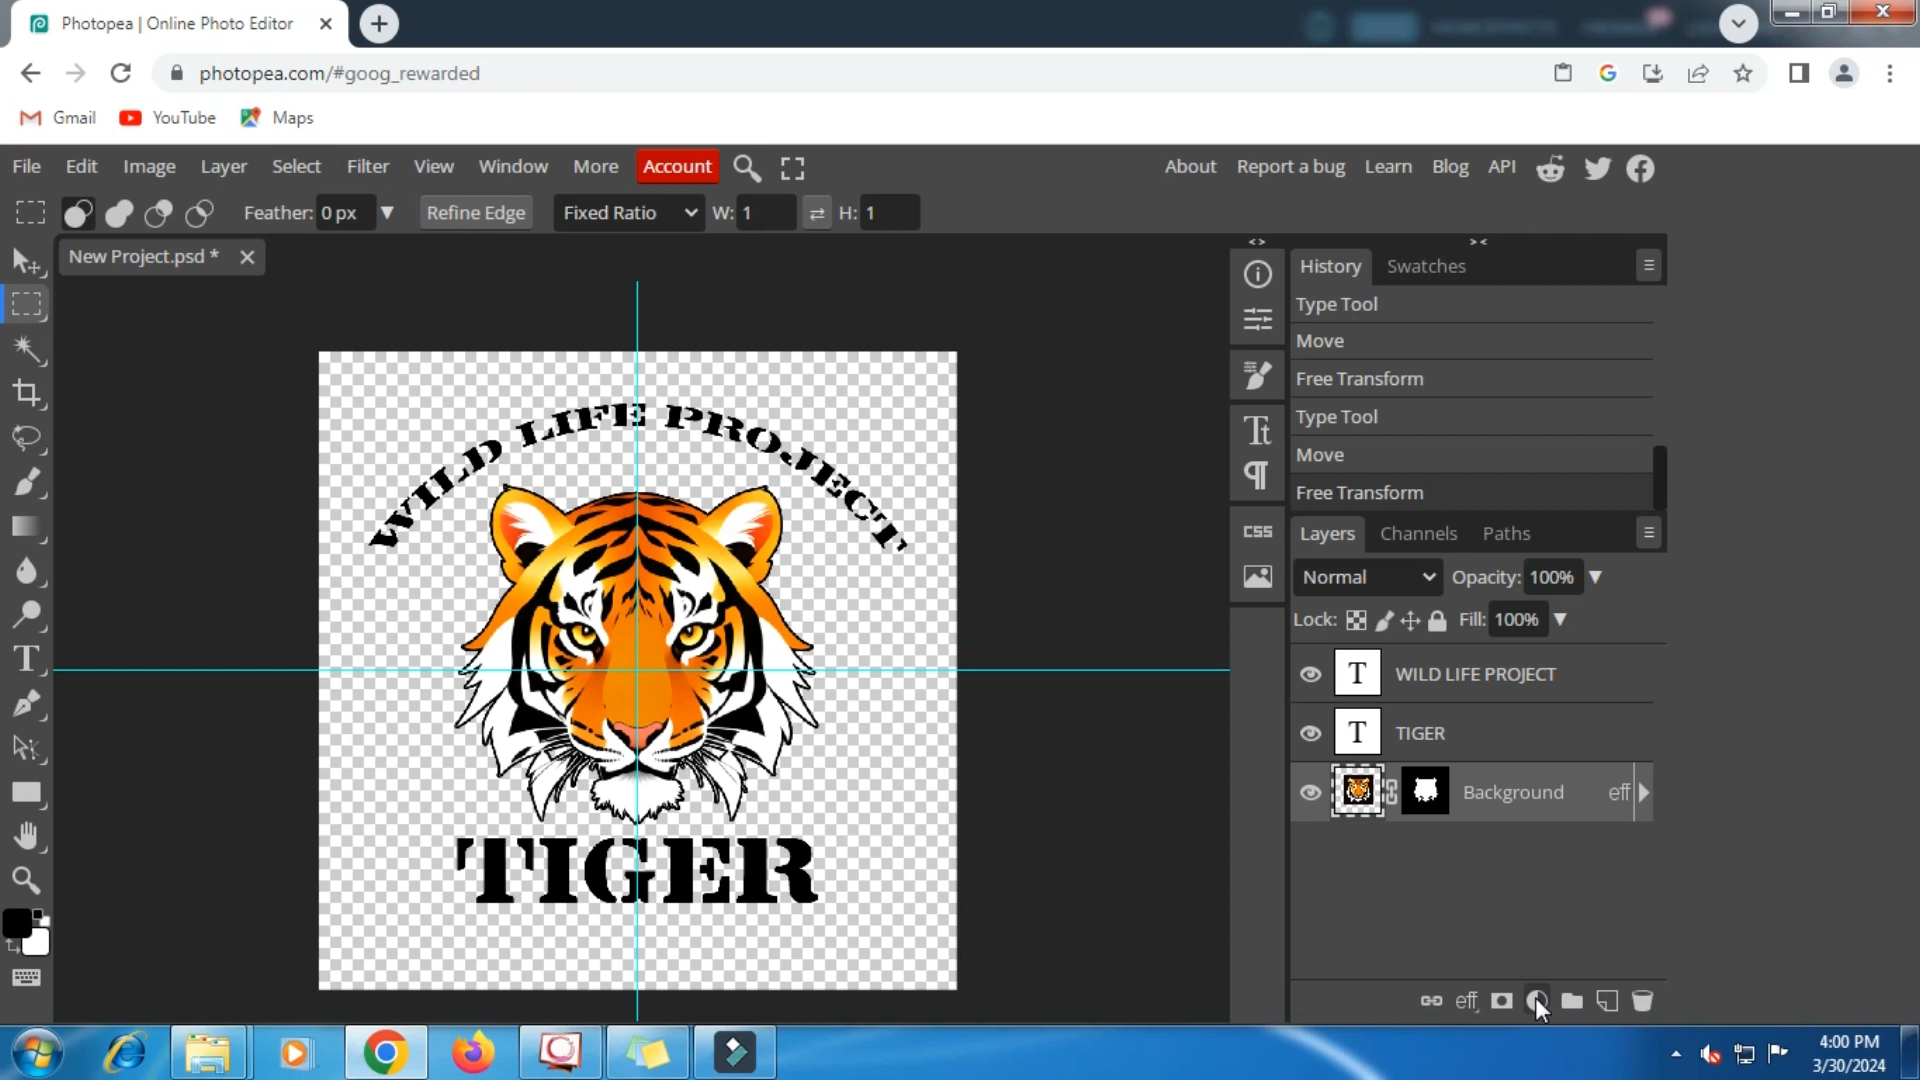 Photopea | Online Photo Editor
photopea.com/#goog_rewarded
Gmail YouTube Maps
File Edit Image Layer Select Filter View Window More Account About Report a bug Learn Blog API
Feather: 0 px Refine Edge Fixed Ratio W: 1 H: 1
New Project.psd *
History Swatches
Type Tool
Move
Free Transform
Type Tool
Move
Free Transform
CSS
Layers Channels Paths
Normal Opacity: 100%
Lock: Fill: 100%
T WILD LIFE PROJECT
T TIGER
Background eff
eff
WILD LIFE PROJECT
TIGER
4:00 PM
3/30/2024